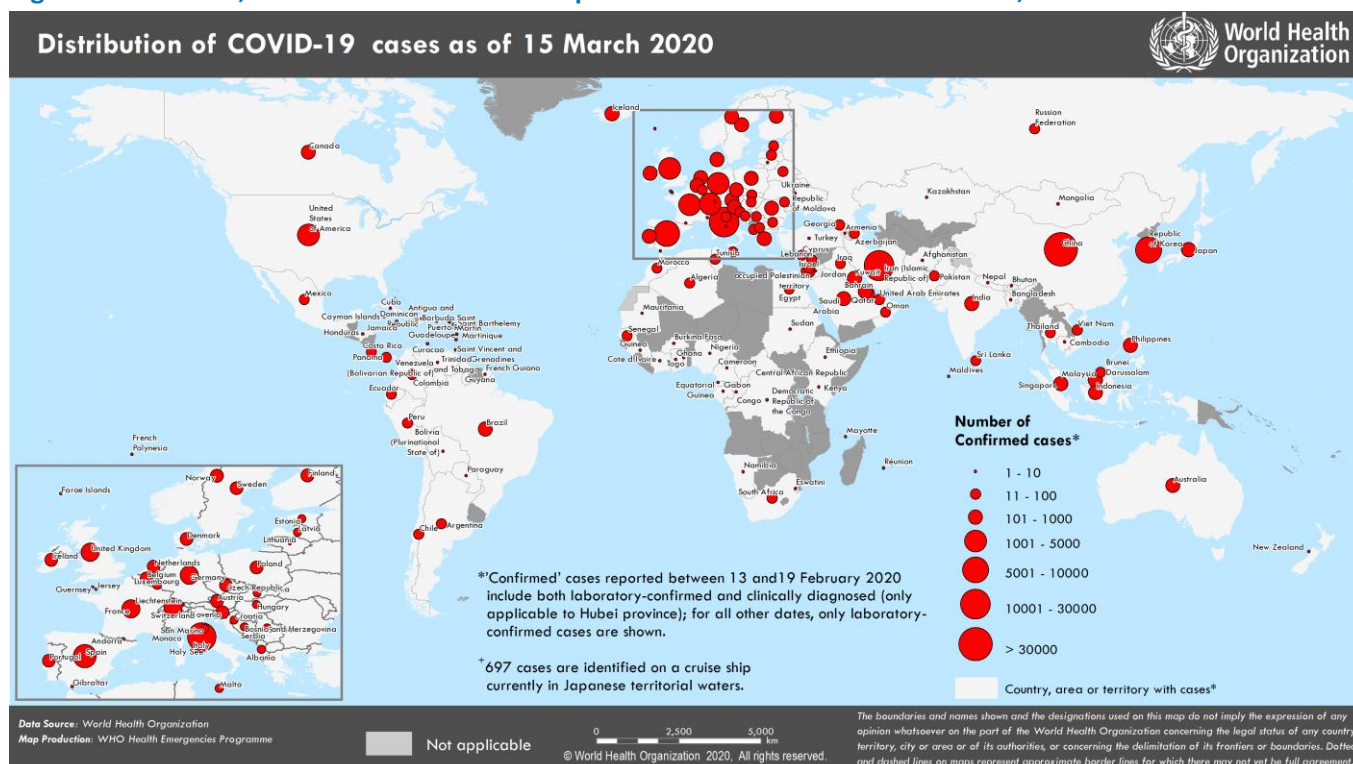 Distribution of COVID-19 cases as of 15 March 2020
World Health
Organization
Iceland
Russian
Federation
Canada
United
States
of America
Mexico
Ukraine
Republic
of Moldova
Kazakhstan
Mongolia
Georgia
Armenia
Turkey
Azerbaijan
China
Republic
of Korea
Japan
Tunisia
Lebanon
Cyprus
Israel
Iraq
Iran (Islamic
Republic of)
Afghanistan
Morocco
Algeria
occupied Palestinian
territory
Jordan
Kuwait
Bahrain
Pakistan
Nepal
Bhutan
Bangladesh
Egypt
Saudi
Arabia
Qatar
United Arab Emirates
Oman
India
Cuba
Cayman Islands
Dominican
Republic
Antigua and
Barbuda
Saint Barthelemy
Jamaica
Puerto
Martin
Honduras
Guadeloupe
Martinique
Costa Rica
Curacao
Saint Vincent and
Grenadines
Panama
Venezuela
(Bolivarian Republic of)
Trinidad
and Tobago
French Guiana
Colombia
Guyana
Ecuador
Mauritania
Senegal
Guinea
Burkina Faso
Sudan
Cote dIvoire
Ghana
Togo
Nigeria
Cameroon
Ethiopia
Central African Republic
Equatorial
Guinea
Gabon
Congo
Democratic
Republic of
the Congo
Kenya
Thailand
Viet Nam
Cambodia
Philippines
Sri Lanka
Maldives
Malaysia
Brunei
Darussalam
Singapore
Indonesia
Peru
Brazil
Bolivia
(Plurinational
State of)
French
Polynesia
Paraguay
Chile
Argentina
Mayotte
Réunion
Namibia
Eswatini
South Africa
Australia
New Zealand
Faroe Islands
Norway
Sweden
Finland
Estonia
Latvia
Lithuania
Denmark
Ireland
United Kingdom
Netherlands
Belgium
Luxembourg
Germany
Poland
Guernsey
Jersey
Czech Republic
Liechtenstein
Austria
Hungary
France
Switzerland
Croatia
San Marino
Monaco
Bosnia and Herzegovina
Serbia
Andorra
Italy
Holy See
Albania
Portugal
Spain
Gibraltar
Malta
Number of
Confirmed cases*
1 - 10
11 - 100
101 - 1000
1001 - 5000
5001 - 10000
10001 - 30000
> 30000
Country, area or territory with cases*
*'Confirmed' cases reported between 13 and19 February 2020
include both laboratory-confirmed and clinically diagnosed (only
applicable to Hubei province); for all other dates, only laboratory-
confirmed cases are shown.
+697 cases are identified on a cruise ship
currently in Japanese territorial waters.
Data Source: World Health Organization
Map Production: WHO Health Emergencies Programme
Not applicable
0 2,500 5,000
km
© World Health Organization 2020, All rights reserved.
The boundaries and names shown and the designations used on this map do not imply the expression of any
opinion whatsoever on the part of the World Health Organization concerning the legal status of any country,
territory, city or area or of its authorities, or concerning the delimitation of its frontiers or boundaries. Dotted
and dashed lines on maps represent approximate border lines for which there may not yet be full agreement.